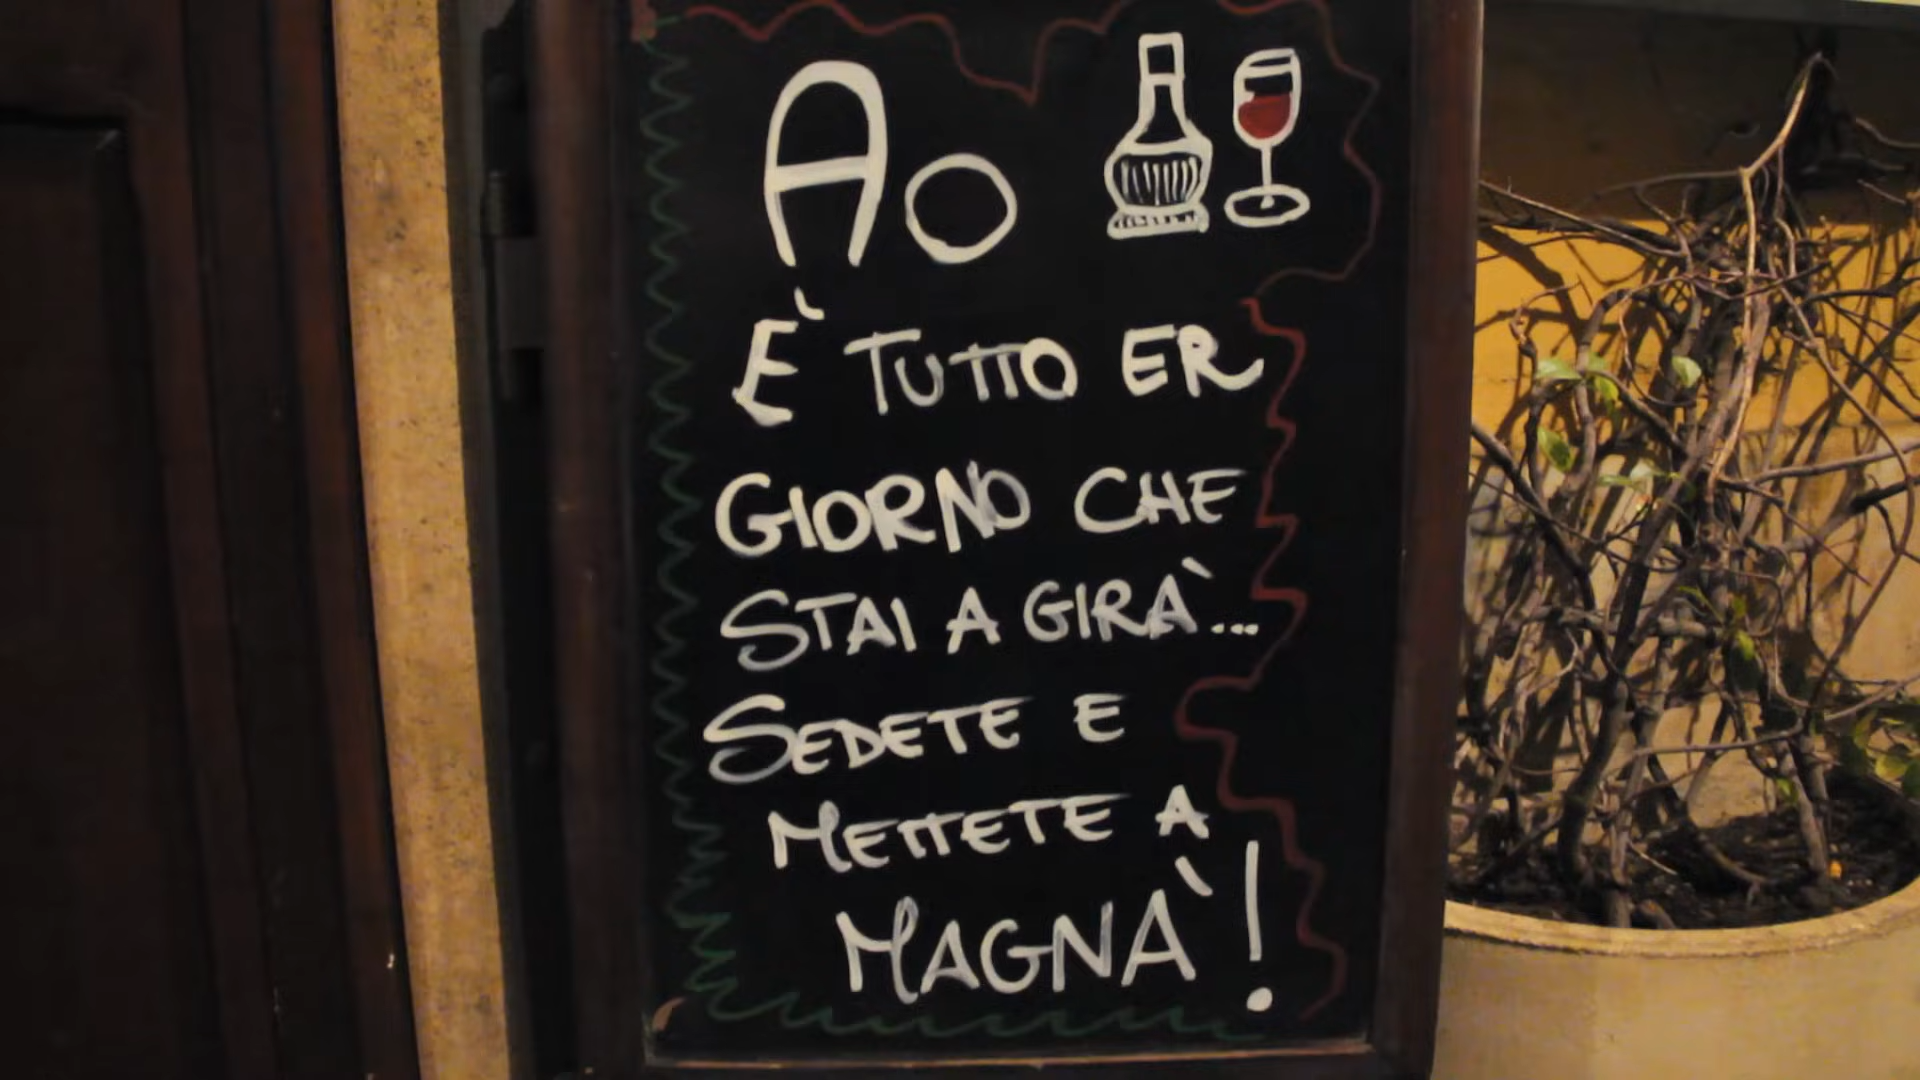 AO
È TUTTO ER
GIORNO CHE
STAI A GIRÀ...
SEDETE E
METTETE A
MAGNÀ!